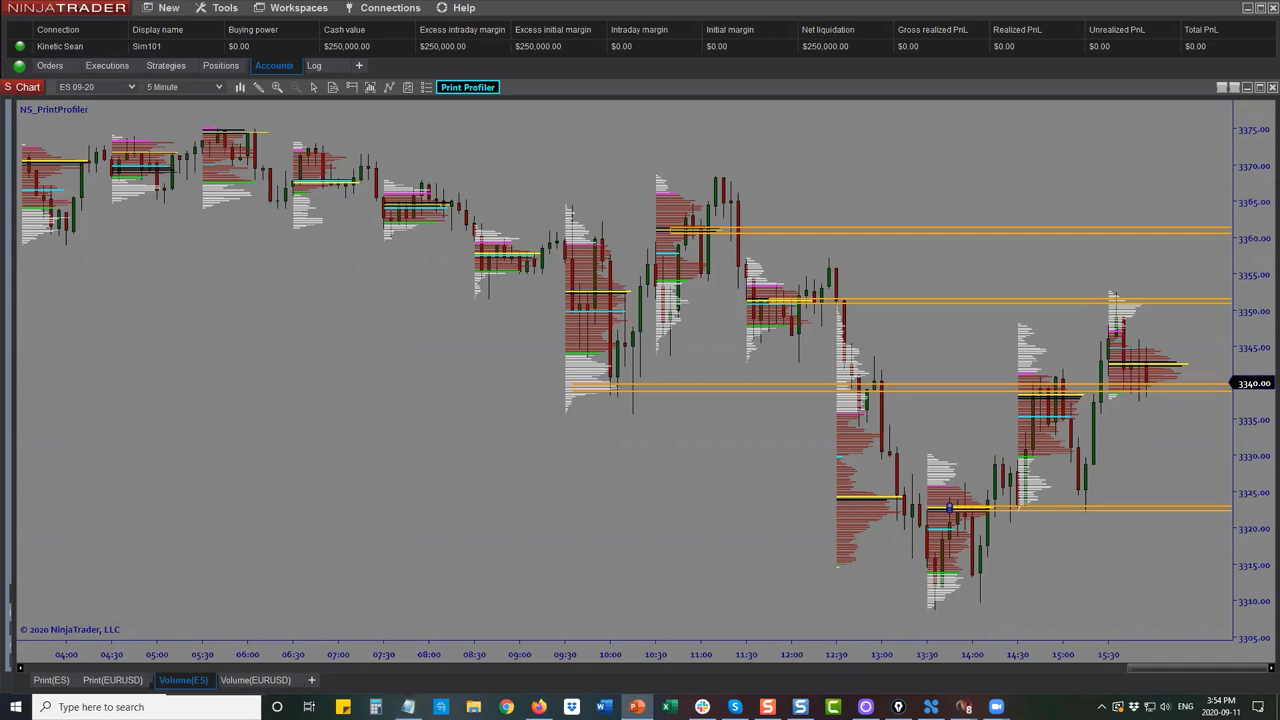 NINJATRADER New Tools Workspaces Connections Help
Connection Display name Buying power Cash value Excess intraday margin Excess initial margin Intraday margin Initial margin Net liquidation Gross realized PnL Realized PnL Unrealized PnL Total PnL
Kinetic Sean Sim101 $0.00 $250,000.00 $250,000.00 $250,000.00 $0.00 $0.00 $250,000.00 $0.00 $0.00 $0.00 $0.00
Orders Executions Strategies Positions Accounts Log +
S Chart ES 09-20 5 Minute Print Profiler
NS_PrintProfiler
3375.00
3370.00
3365.00
3360.00
3355.00
3350.00
3345.00
3340.00
3335.00
3330.00
3325.00
3320.00
3315.00
3310.00
3305.00
© 2020 NinjaTrader, LLC
04:00 04:30 05:00 05:30 06:00 06:30 07:00 07:30 08:00 08:30 09:00 09:30 10:00 10:30 11:00 11:30 12:00 12:30 13:00 13:30 14:00 14:30 15:00 15:30
Print(ES) Print(EURUSD) Volume(ES) Volume(EURUSD) +
Type here to search
ENG 3:54 PM 2020-09-11